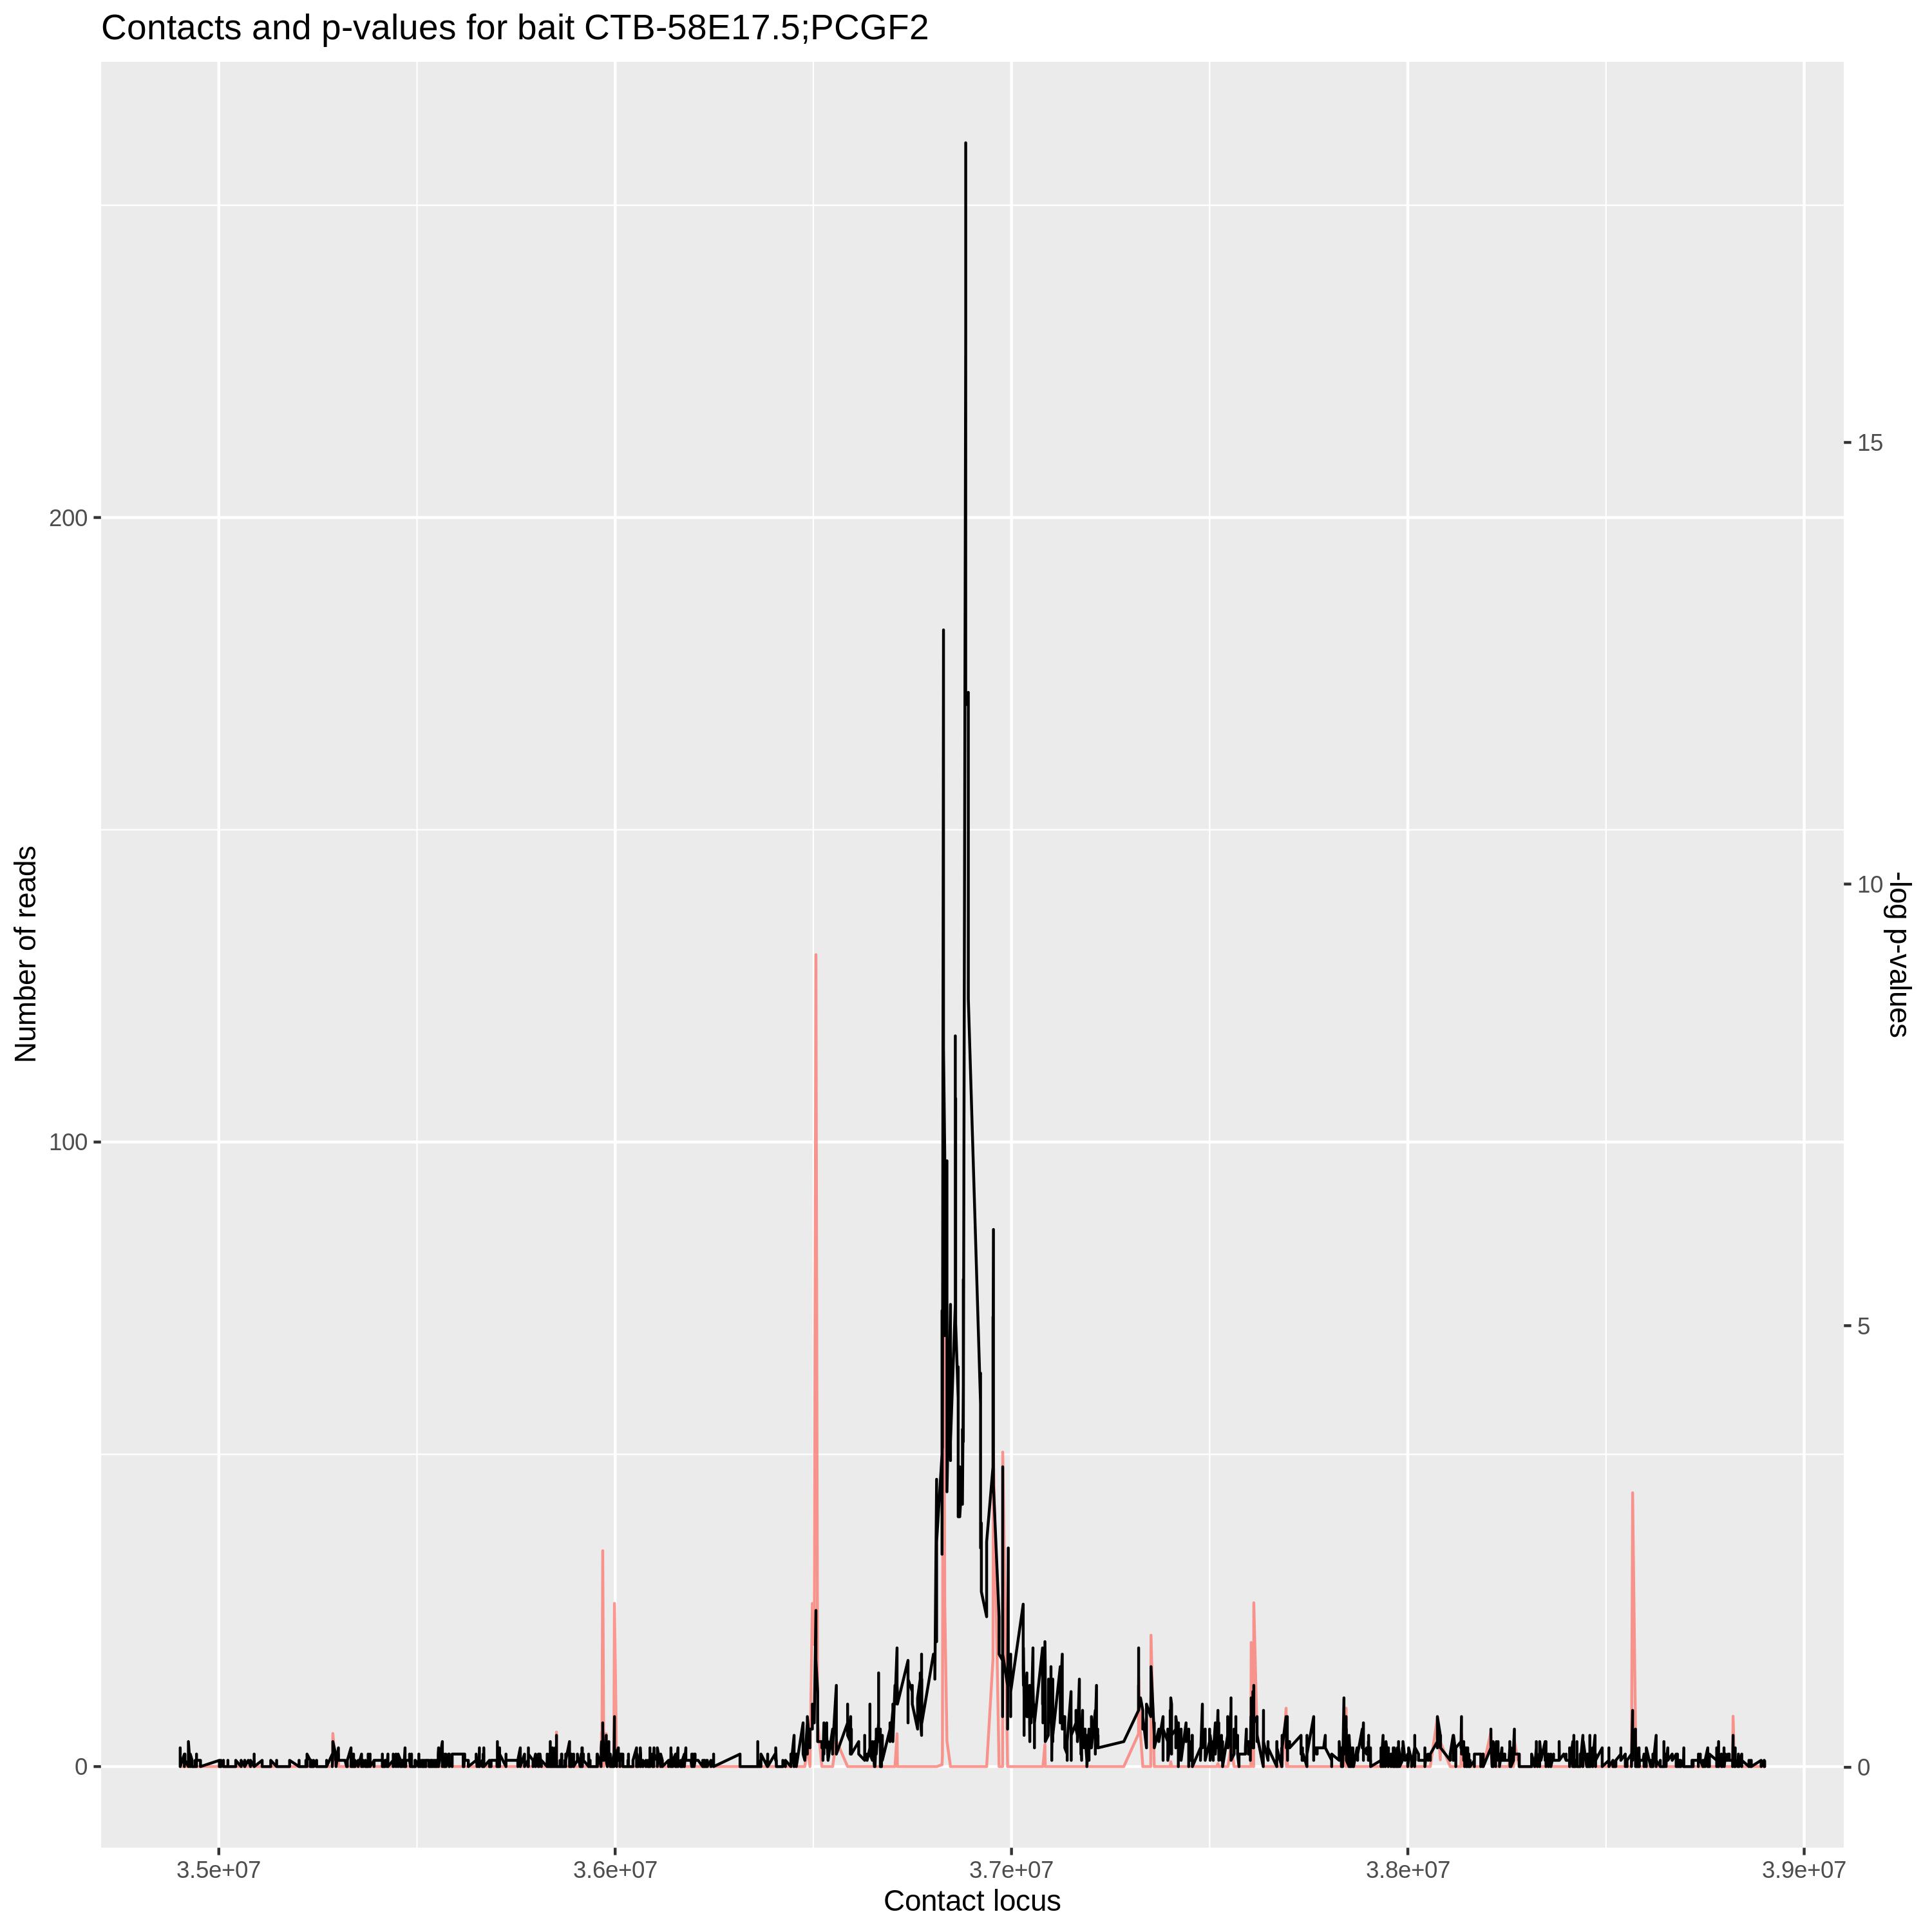 Contacts and p-values for bait CTB-58E17.5;PCGF2
Number of reads
200
100
0
15
10
5
0
-log p-values
3.5e+07 3.6e+07 3.7e+07 3.8e+07 3.9e+07
Contact locus